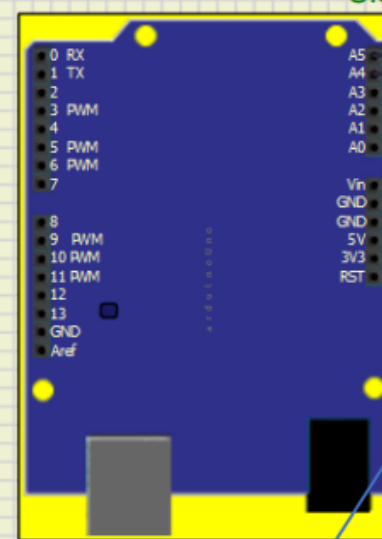 0 RX
1 TX
2
3 PWM
4
5 PWM
6 PWM
7
8
9 PWM
10 PWM
11 PWM
12
13
GND
Aref
arduinoUno
A5
A4
A3
A2
A1
A0
Vin
GND
GND
5V
3V3
RST